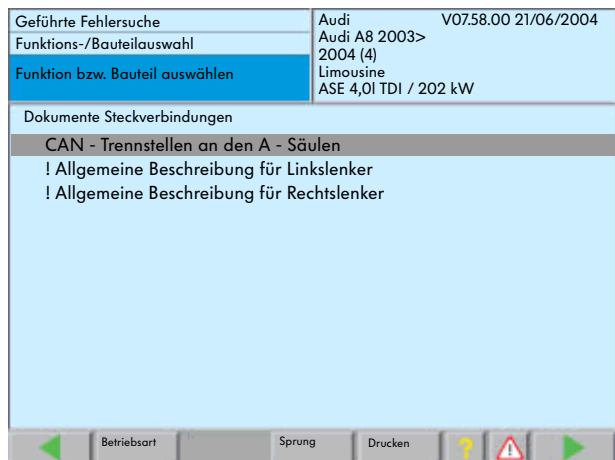 Geführte Fehlersuche
Funktions-/Bauteilauswahl
Funktion bzw. Bauteil auswählen
Audi V07.58.00 21/06/2004
Audi A8 2003>
2004 (4)
Limousine
ASE 4,0l TDI / 202 kW
Dokumente Steckverbindungen
CAN - Trennstellen an den A - Säulen
! Allgemeine Beschreibung für Linkslenker
! Allgemeine Beschreibung für Rechtslenker
Betriebsart Sprung Drucken ? !